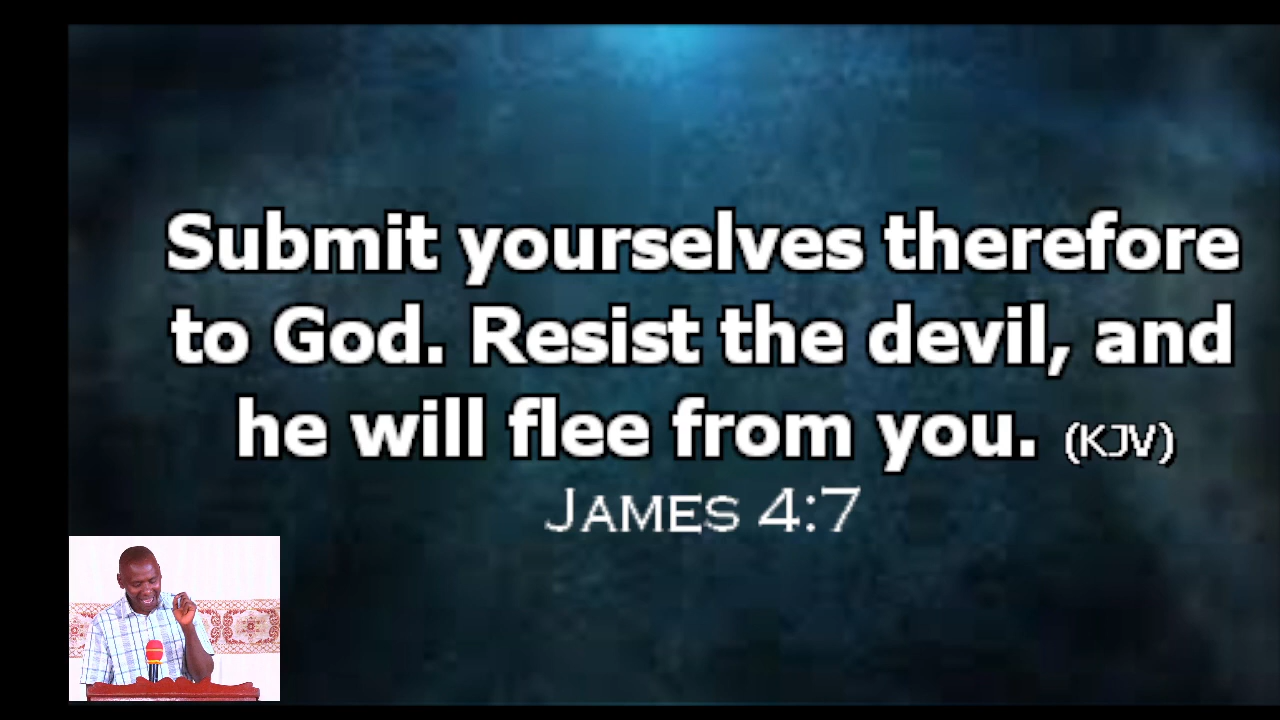 Submit yourselves therefore
to God. Resist the devil, and
he will flee from you. (KJV)
JAMES 4:7